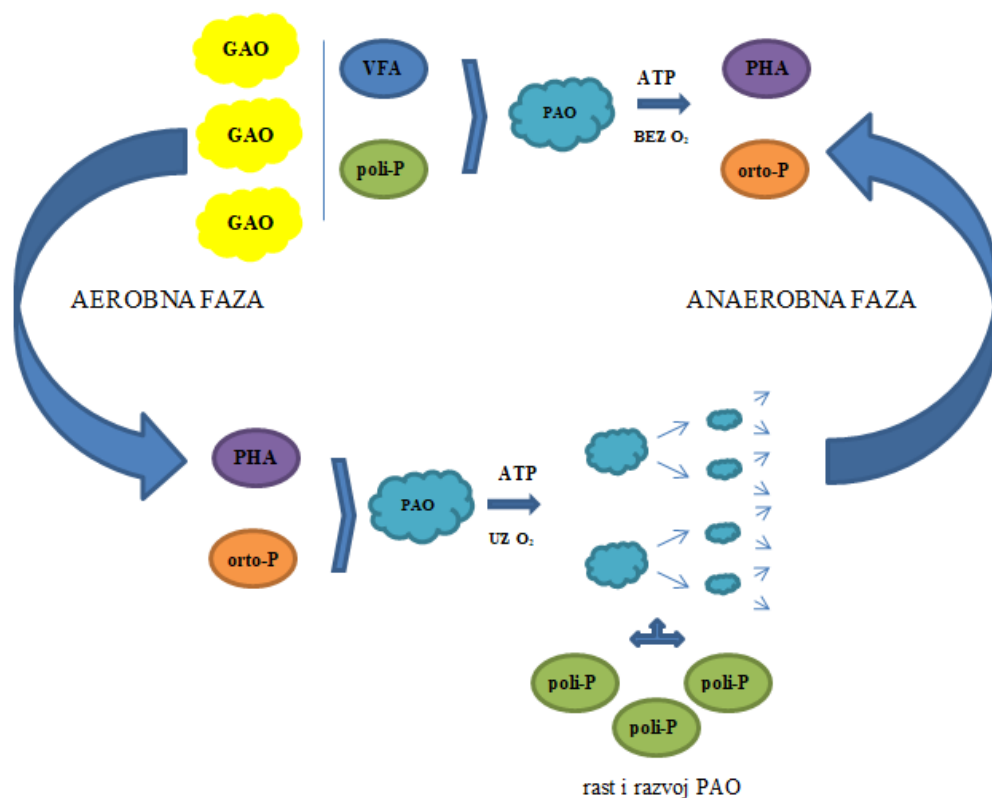 GAO
GAO
GAO
VFA
poli-P
PAO
ATP
BEZ O₂
PHA
orto-P
AEROBNA FAZA
ANAEROBNA FAZA
PHA
orto-P
PAO
ATP
UZ O₂
poli-P
poli-P
poli-P
rast i razvoj PAO